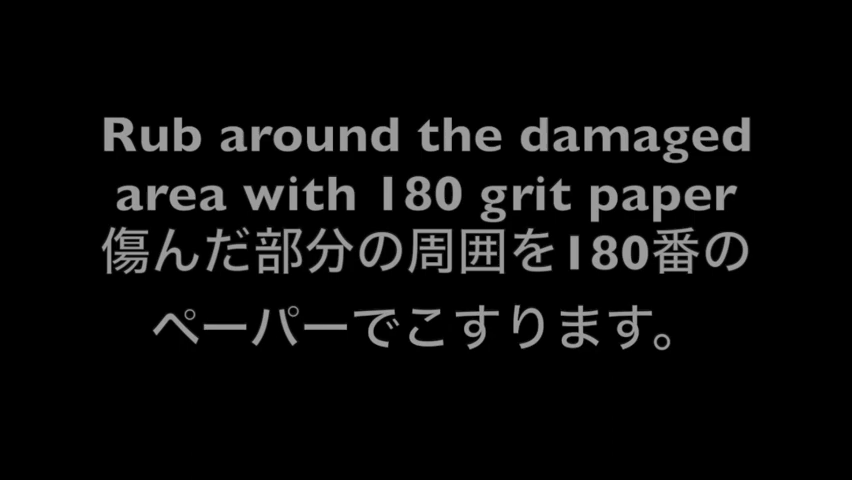 Rub around the damaged
area with 180 grit paper
傷んだ部分の周囲を180番の
ペーパーでこすります。